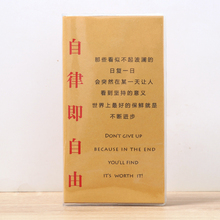 自律即自由
那些看似不起波澜的
日复一日
会突然在某一天让人
看到坚持的意义
世界上最好的保鲜就是
不断进步
DON'T GIVE UP
BECAUSE IN THE END
YOU'LL FIND
IT'S WORTH IT!